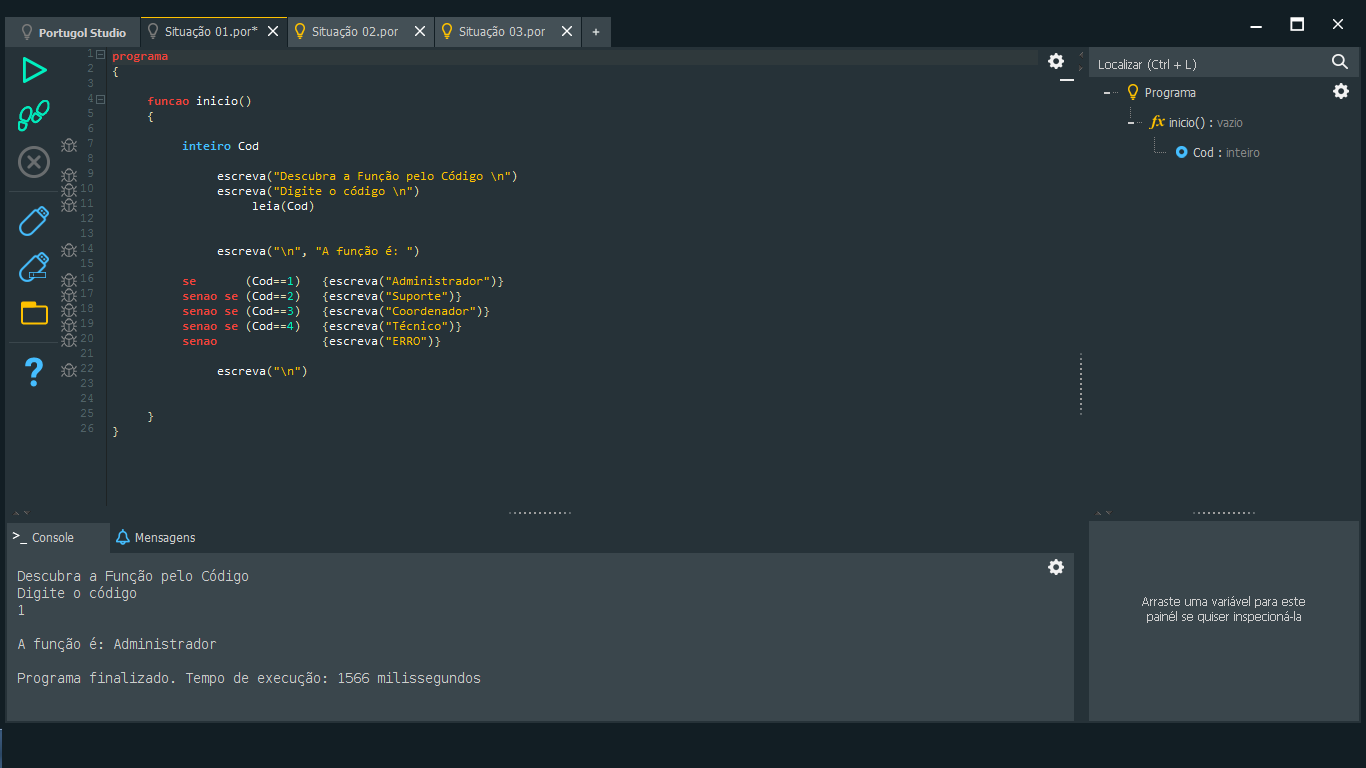 Portugol Studio Situação 01.por* Situação 02.por Situação 03.por +
1 programa
2 {
3
4 funcao inicio()
5 {
6
7 inteiro Cod
8
9 escreva("Descubra a Função pelo Código \n")
10 escreva("Digite o código \n")
11 leia(Cod)
12
13
14 escreva("\n", "A função é: ")
15
16 se (Cod==1) {escreva("Administrador")}
17 senao se (Cod==2) {escreva("Suporte")}
18 senao se (Cod==3) {escreva("Coordenador")}
19 senao se (Cod==4) {escreva("Técnico")}
20 senao {escreva("ERRO")}
21
22 escreva("\n")
23
24
25 }
26 }
Localizar (Ctrl + L)
Programa
fx inicio() : vazio
Cod : inteiro
>_ Console Mensagens
Descubra a Função pelo Código
Digite o código
1
A função é: Administrador
Programa finalizado. Tempo de execução: 1566 milissegundos
Arraste uma variável para este
painél se quiser inspecioná-la
?